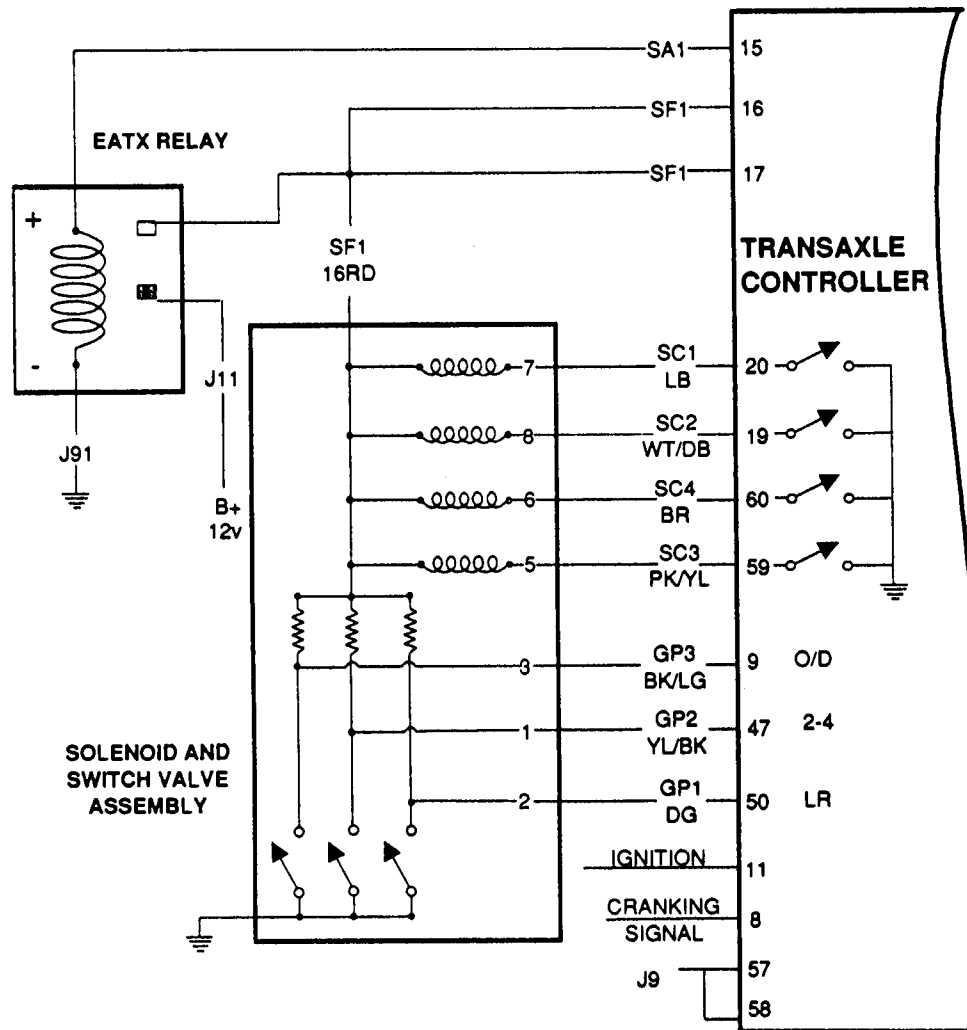 SA1 15
SF1 16
EATX RELAY
SF1 17
+
SF1
16RD
TRANSAXLE
CONTROLLER
-
J11
7 SC1 20
LB
8 SC2 19
WT/DB
J91
6 SC4 60
BR
B+
12v
5 SC3 59
PK/YL
3 GP3 9 O/D
BK/LG
1 GP2 47 2-4
YL/BK
SOLENOID AND
SWITCH VALVE
ASSEMBLY
2 GP1 50 LR
DG
IGNITION 11
CRANKING
SIGNAL 8
J9 57
58